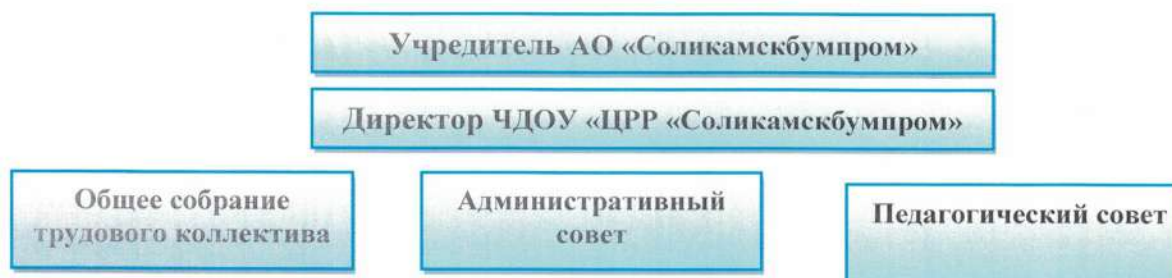 Учредитель АО «Соликамскбумпром»
Директор ЧДОУ «ЦРР «Соликамскбумпром»
Общее собрание
трудового коллектива
Административный
совет
Педагогический совет